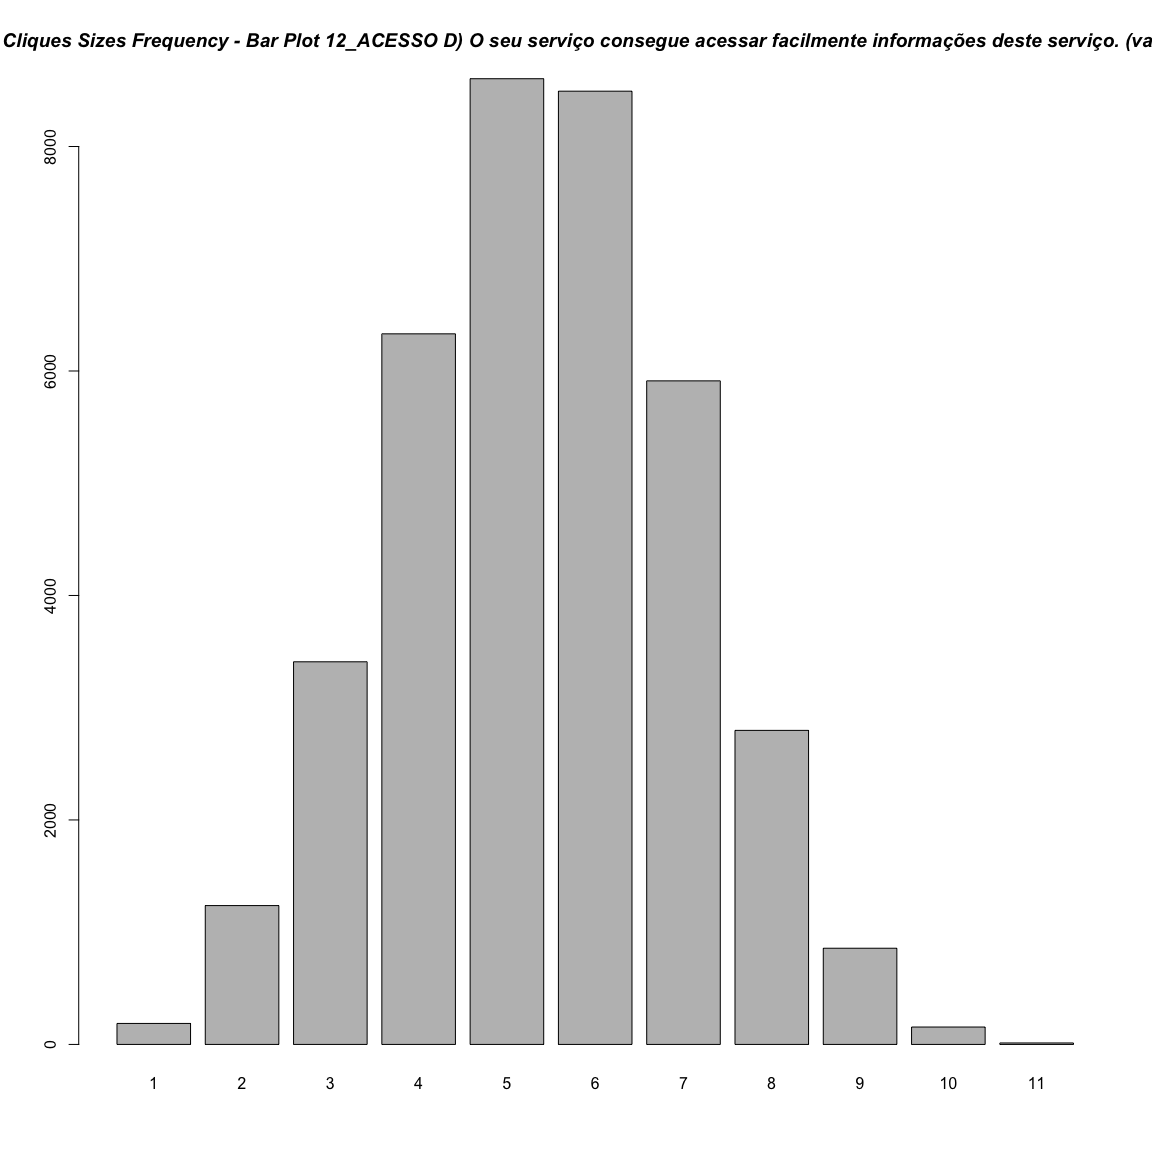 Cliques Sizes Frequency - Bar Plot 12_ACESSO D) O seu serviço consegue acessar facilmente informações deste serviço. (va
8000
6000
4000
2000
0
1 2 3 4 5 6 7 8 9 10 11